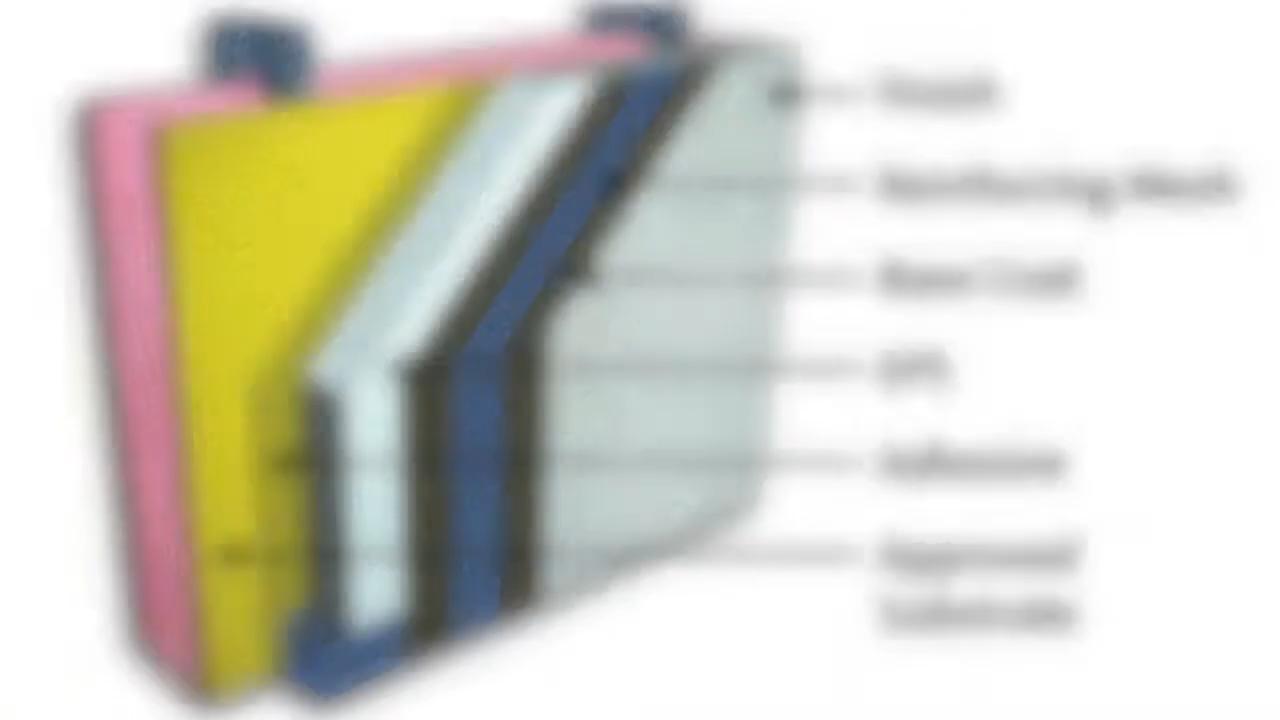 Finish
Reinforcing Mesh
Base Coat
EPS
Adhesive
Approved
Substrate